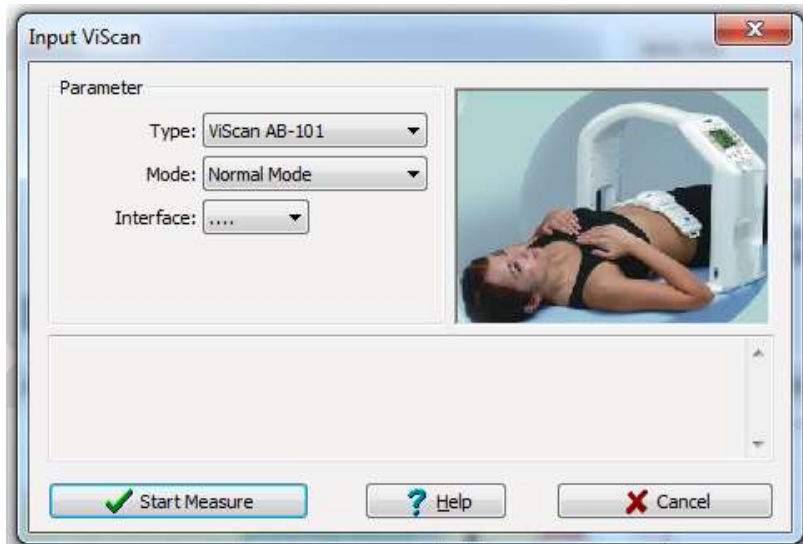 Input ViScan
Parameter
Type: ViScan AB-101
Mode: Normal Mode
Interface: ....
Start Measure
Help
Cancel